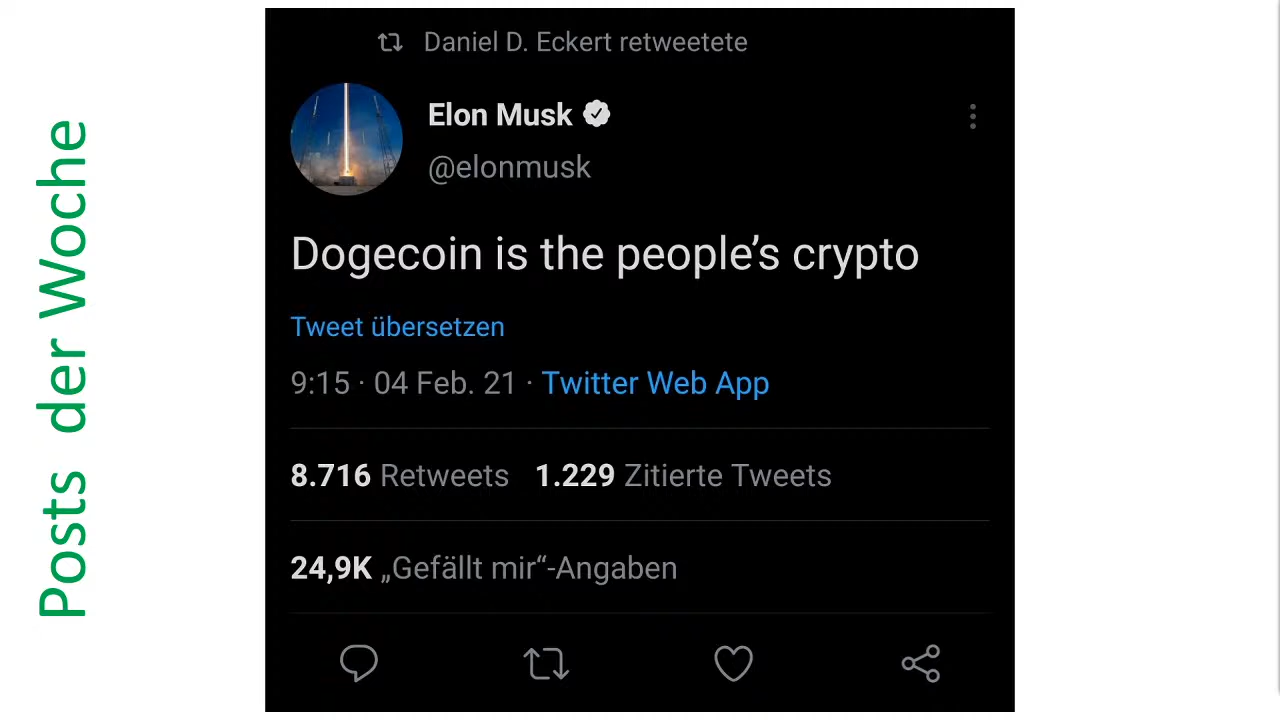 Posts der Woche
Daniel D. Eckert retweetete
Elon Musk
@elonmusk
Dogecoin is the people’s crypto
Tweet übersetzen
9:15 · 04 Feb. 21 · Twitter Web App
8.716 Retweets 1.229 Zitierte Tweets
24,9K „Gefällt mir“-Angaben